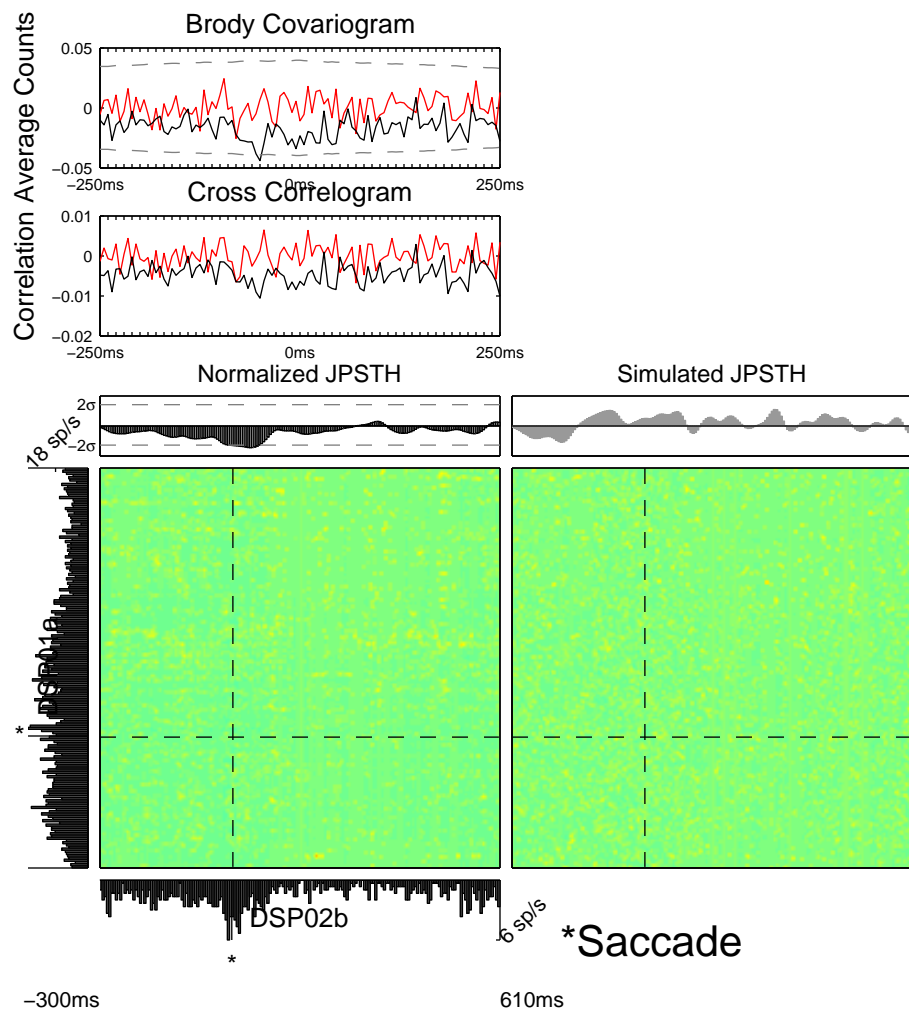 Brody Covariogram
Correlation Average Counts
0.05
0
−0.05
−250ms
0ms
250ms
Cross Correlogram
0.01
0
−0.01
−0.02
−250ms
0ms
250ms
Normalized JPSTH
Simulated JPSTH
2σ
−2σ
18 sp/s
DSP01a
*
DSP02b
6 sp/s
*
*Saccade
−300ms
610ms